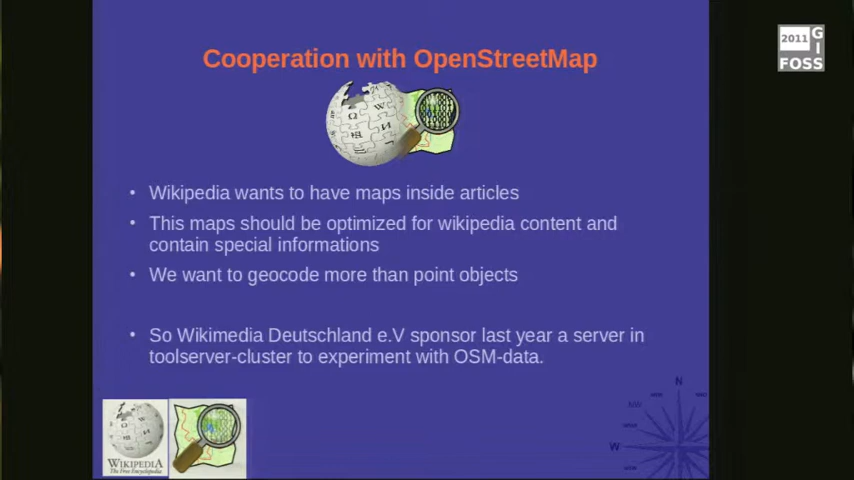 2011 G
I
FOSS
Cooperation with OpenStreetMap
• Wikipedia wants to have maps inside articles
• This maps should be optimized for wikipedia content and
contain special informations
• We want to geocode more than point objects
• So Wikimedia Deutschland e.V sponsor last year a server in
toolserver-cluster to experiment with OSM-data.
WIKIPEDIA
The Free Encyclopedia
N
NW
W